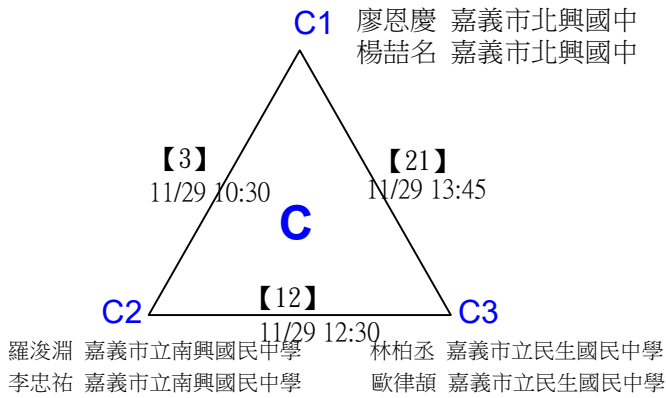 C1 廖恩慶 嘉義市北興國中
楊喆名 嘉義市北興國中
【3】
11/29 10:30
【21】
11/29 13:45
C
【12】
11/29 12:30
C2
C3
羅浚淵 嘉義市立南興國民中學
李忠祐 嘉義市立南興國民中學
林柏丞 嘉義市立民生國民中學
歐律頡 嘉義市立民生國民中學